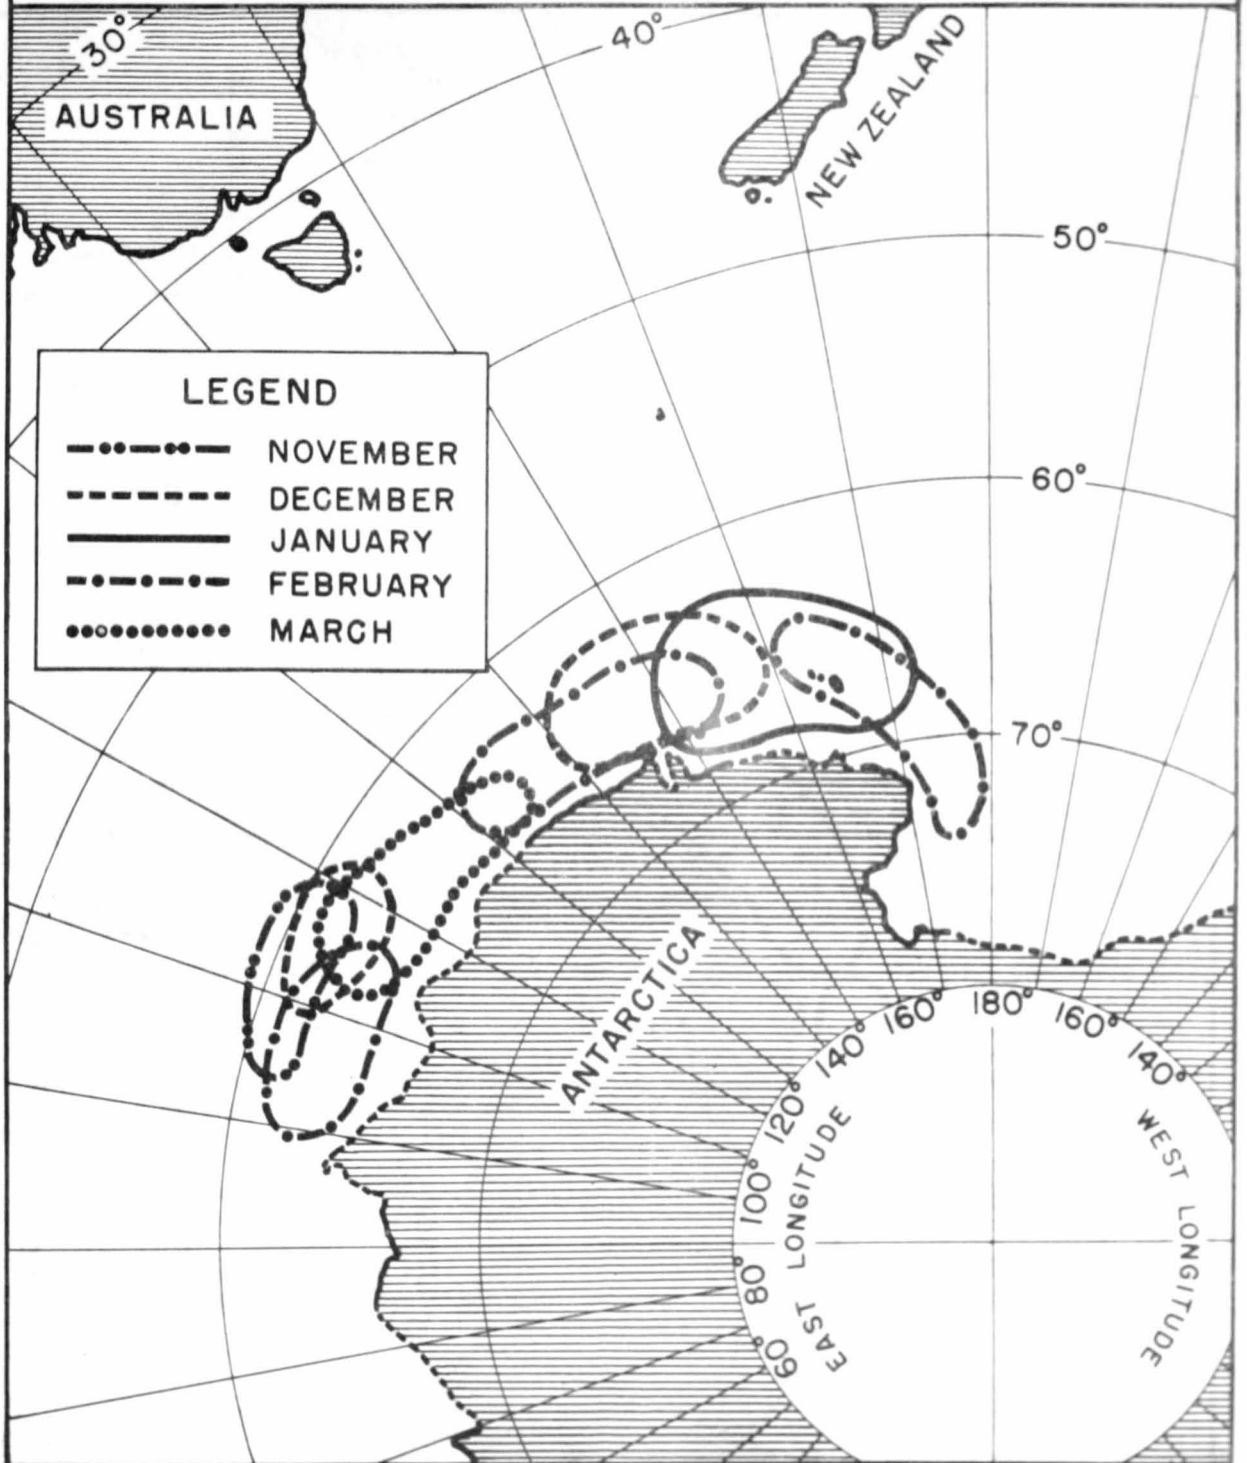 30°
40°
AUSTRALIA
NEW ZEALAND
50°
LEGEND
NOVEMBER
DECEMBER
JANUARY
FEBRUARY
MARCH
60°
70°
ANTARCTICA
60°
80°
100°
120°
140°
160°
180°
160°
140°
EAST LONGITUDE
WEST LONGITUDE